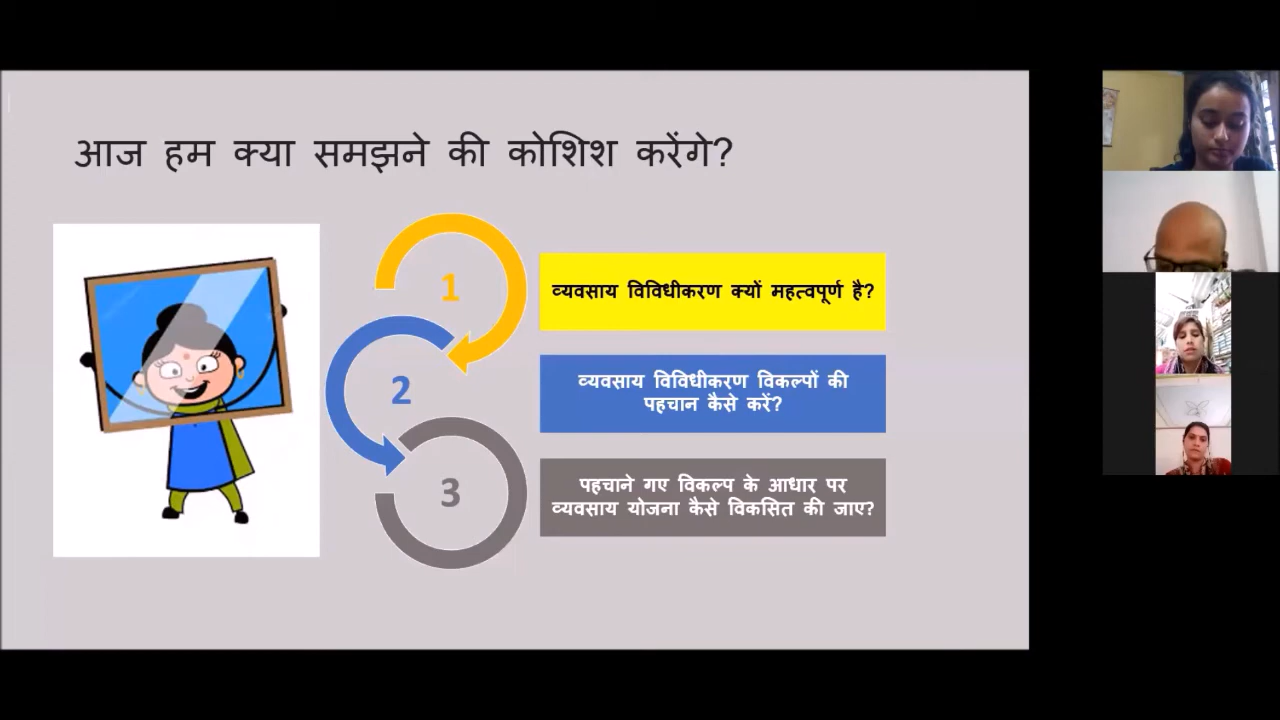 आज हम क्या समझने की कोशिश करेंगे?
1
व्यवसाय विविधीकरण क्यों महत्वपूर्ण है?
2
व्यवसाय विविधीकरण विकल्पों की
पहचान कैसे करें?
3
पहचाने गए विकल्प के आधार पर
व्यवसाय योजना कैसे विकसित की जाए?